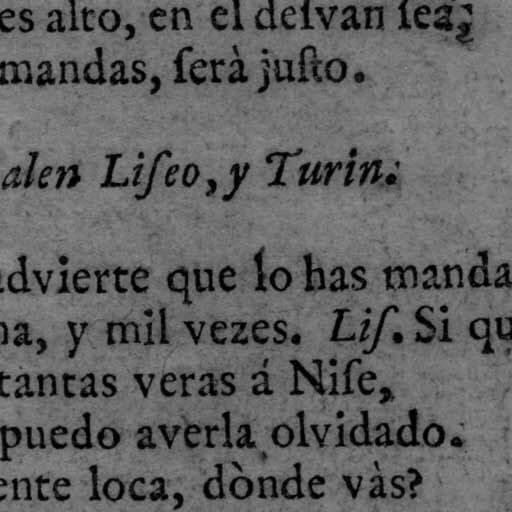 es alto, en el deſvan ſea;
mandas, ſerà juſto.
alen Liſeo, y Turin.
advierte que lo has manda
na, y mil vezes. Liſ. Si qu
tantas veras á Niſe,
puedo averla olvidado.
ente loca, dònde vàs?